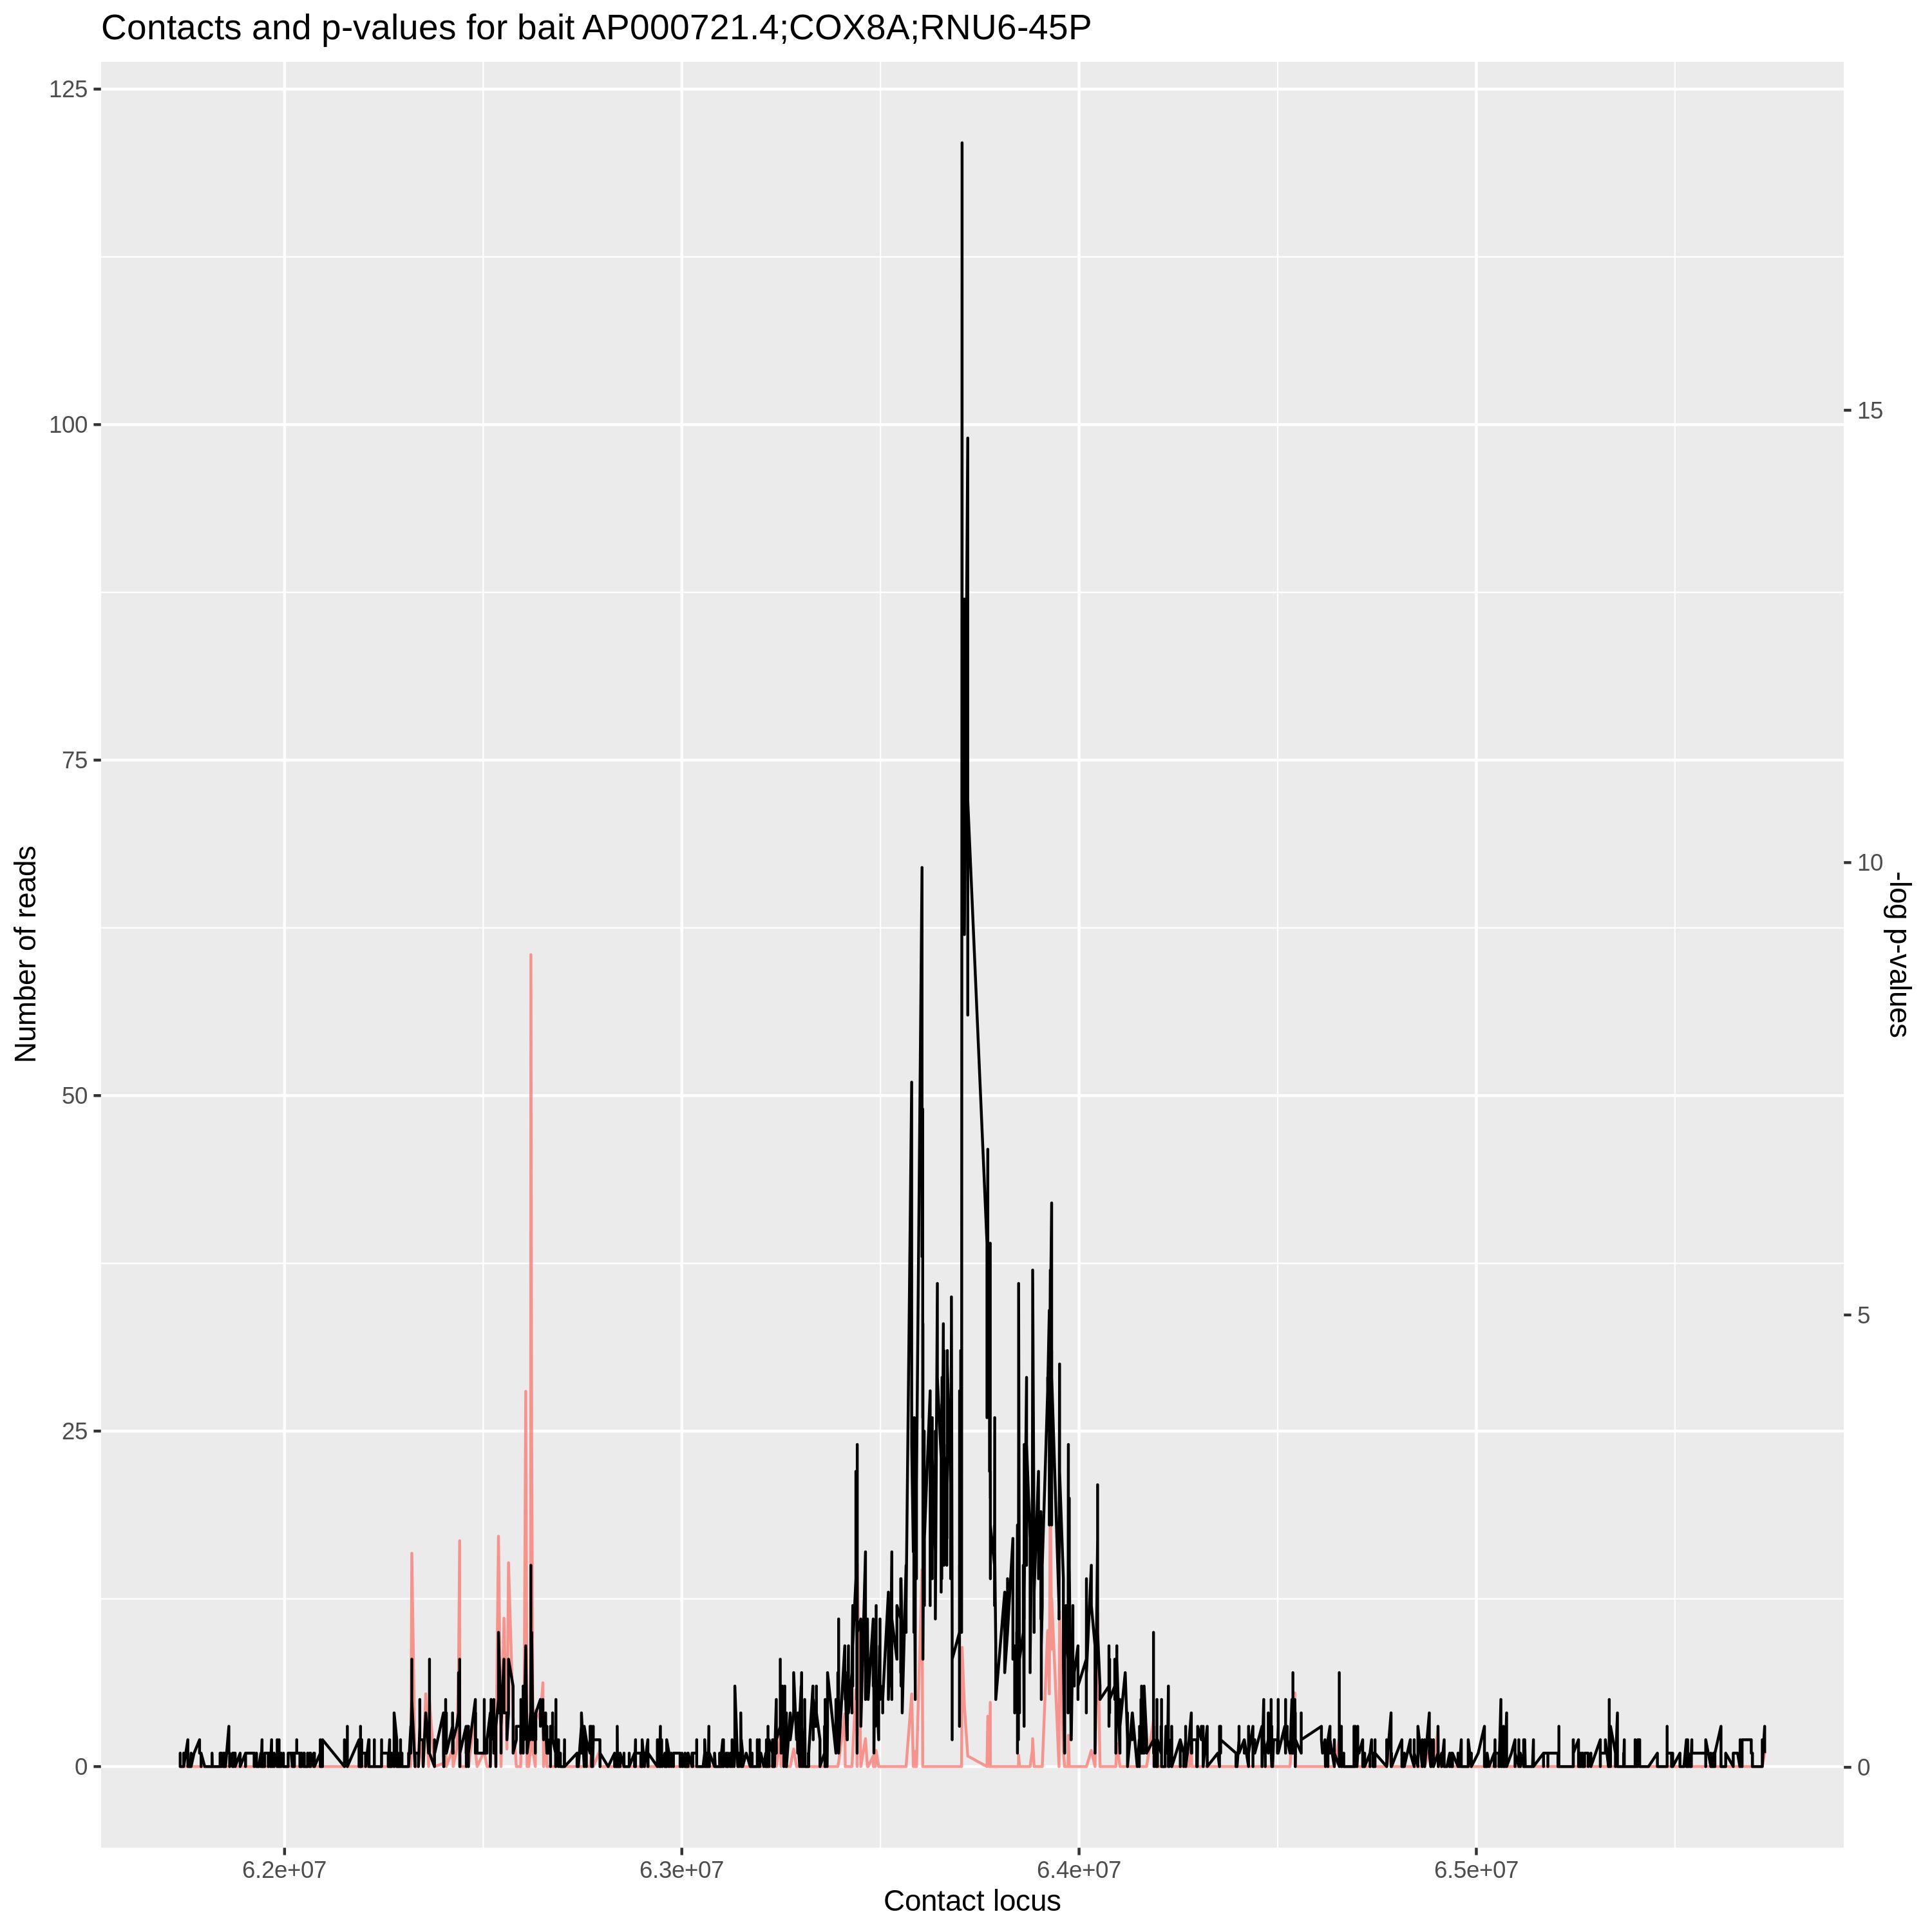 Contacts and p-values for bait AP000721.4;COX8A;RNU6-45P
125
100
75
50
25
0
Number of reads
15
10
5
0
-log p-values
6.2e+07
6.3e+07
6.4e+07
6.5e+07
Contact locus